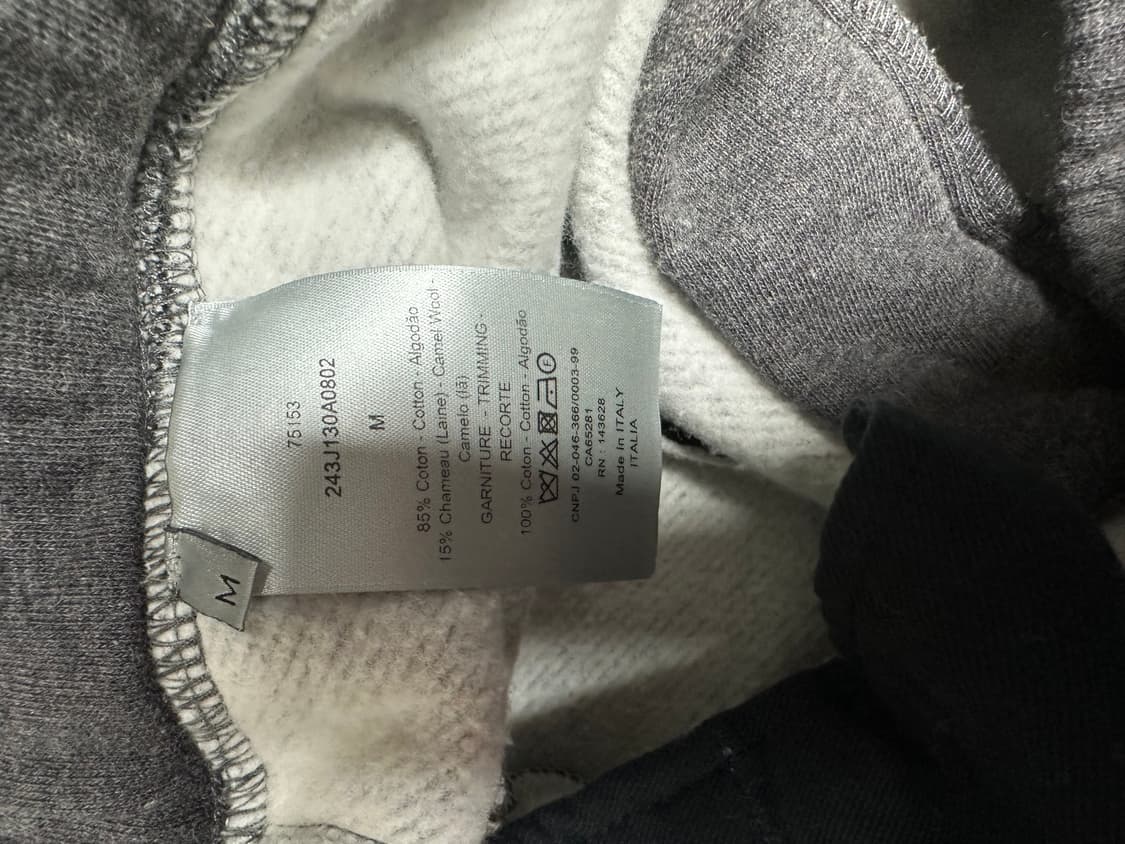 75153
243J130A0802
M
85% Coton - Cotton - Algodão
15% Chameau (Laine) - Camel Wool -
Camelo (lã)
GARNITURE - TRIMMING -
RECORTE
100% Coton - Cotton - Algodão
F
CNPJ 02-046-366/0003-99
CA65281
RN : 143628
Made in ITALY
ITALIA
M